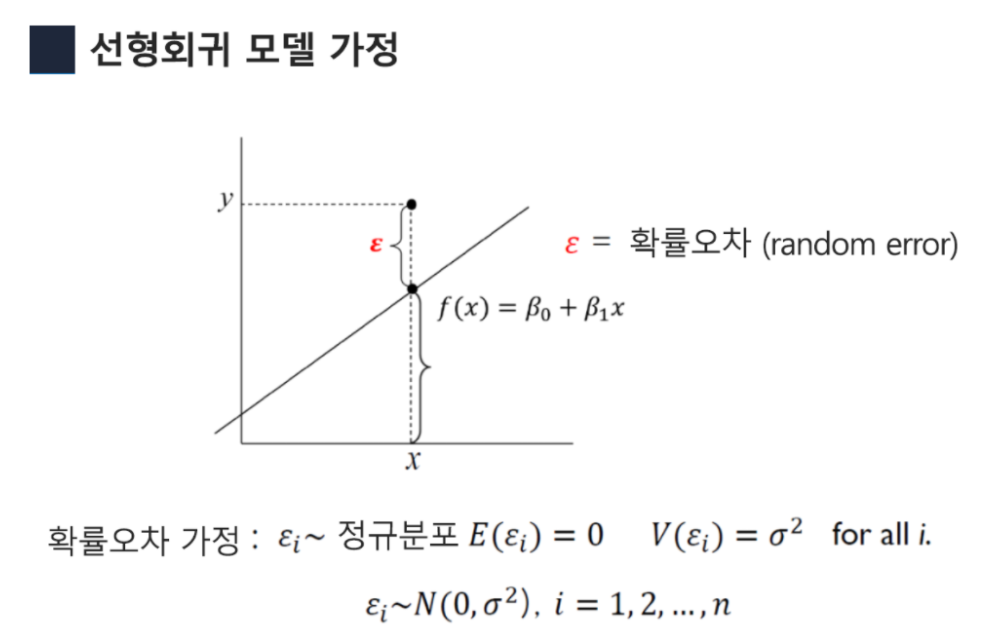 선형회귀 모델 가정
y
ε
ε = 확률오차 (random error)
f(x) = β₀ + β₁x
x
확률오차 가정 : εᵢ~ 정규분포 E(εᵢ) = 0 V(εᵢ) = σ² for all i.
εᵢ~N(0, σ²), i = 1, 2, …, n